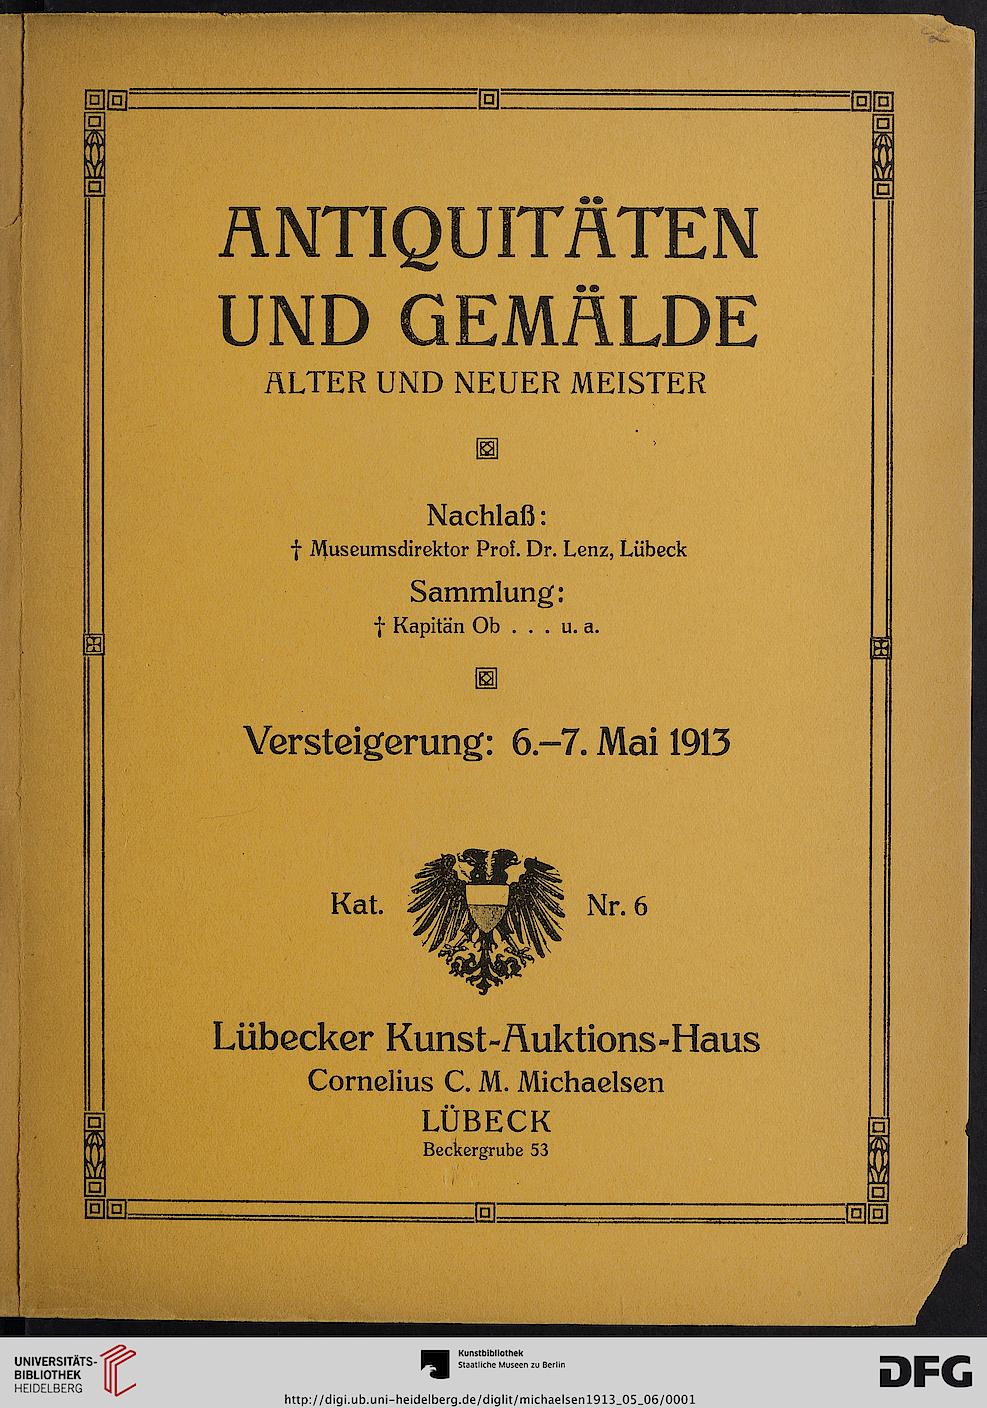 ANTIQUITÄTEN
UND GEMÄLDE
ALTER UND NEUER MEISTER
Nachlaß:
† Museumsdirektor Prof. Dr. Lenz, Lübeck
Sammlung:
† Kapitän Ob . . . u. a.
Versteigerung: 6.–7. Mai 1913
Kat. Nr. 6
Lübecker Kunst-Auktions-Haus
Cornelius C. M. Michaelsen
LÜBECK
Beckergrube 53
UNIVERSITÄTS-
BIBLIOTHEK
HEIDELBERG
Kunstbibliothek
Staatliche Museen zu Berlin
DFG
http://digi.ub.uni-heidelberg.de/diglit/michaelsen1913_05_06/0001